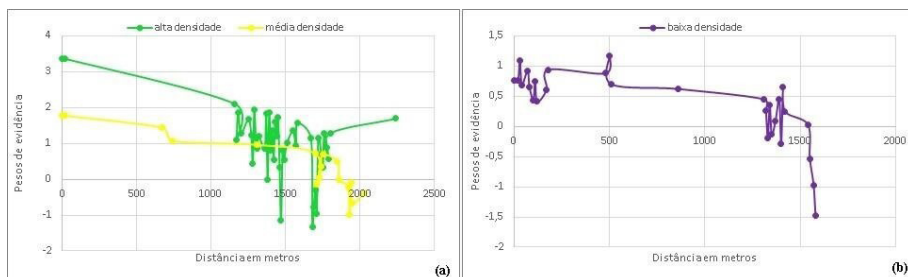 alta densidade média densidade
Pesos de evidência
4
3
2
1
0
-1
-2
0 500 1000 1500 2000 2500
Distância em metros
(a)
baixa densidade
Pesos de evidência
1,5
1
0,5
0
-0,5
-1
-1,5
-2
0 500 1000 1500 2000
Distância em metros
(b)